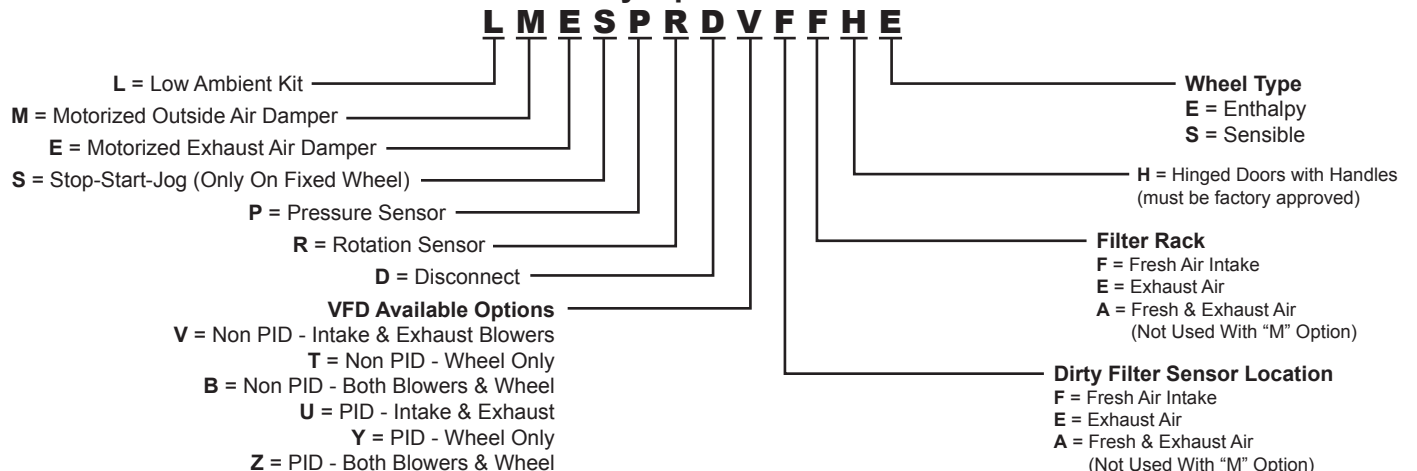 L M E S P R D V F F H E
L = Low Ambient Kit
M = Motorized Outside Air Damper
E = Motorized Exhaust Air Damper
S = Stop-Start-Jog (Only On Fixed Wheel)
P = Pressure Sensor
R = Rotation Sensor
D = Disconnect
VFD Available Options
V = Non PID - Intake & Exhaust Blowers
T = Non PID - Wheel Only
B = Non PID - Both Blowers & Wheel
U = PID - Intake & Exhaust
Y = PID - Wheel Only
Z = PID - Both Blowers & Wheel
Wheel Type
E = Enthalpy
S = Sensible
H = Hinged Doors with Handles
(must be factory approved)
Filter Rack
F = Fresh Air Intake
E = Exhaust Air
A = Fresh & Exhaust Air
(Not Used With “M” Option)
Dirty Filter Sensor Location
F = Fresh Air Intake
E = Exhaust Air
A = Fresh & Exhaust Air
(Not Used With “M” Option)